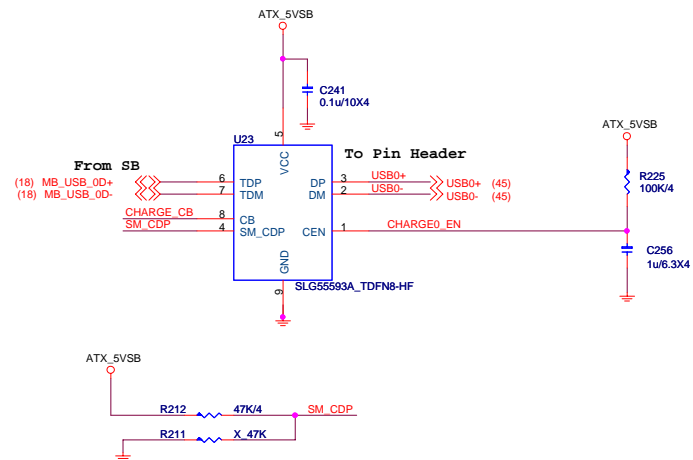 ATX_5VSB
C241
0.1u/10X4
U23
5
VCC
ATX_5VSB
From SB
To Pin Header
R225
100K/4
(18) MB_USB_0D+ 6 TDP DP 3 USB0+ USB0+ (45)
(18) MB_USB_0D- 7 TDM DM 2 USB0- USB0- (45)
CHARGE_CB 8 CB
SM_CDP 4 SM_CDP CEN 1 CHARGE0_EN
C256
1u/6.3X4
GND
9
SLG55593A_TDFN8-HF
ATX_5VSB
R212 47K/4 SM_CDP
R211 X_47K